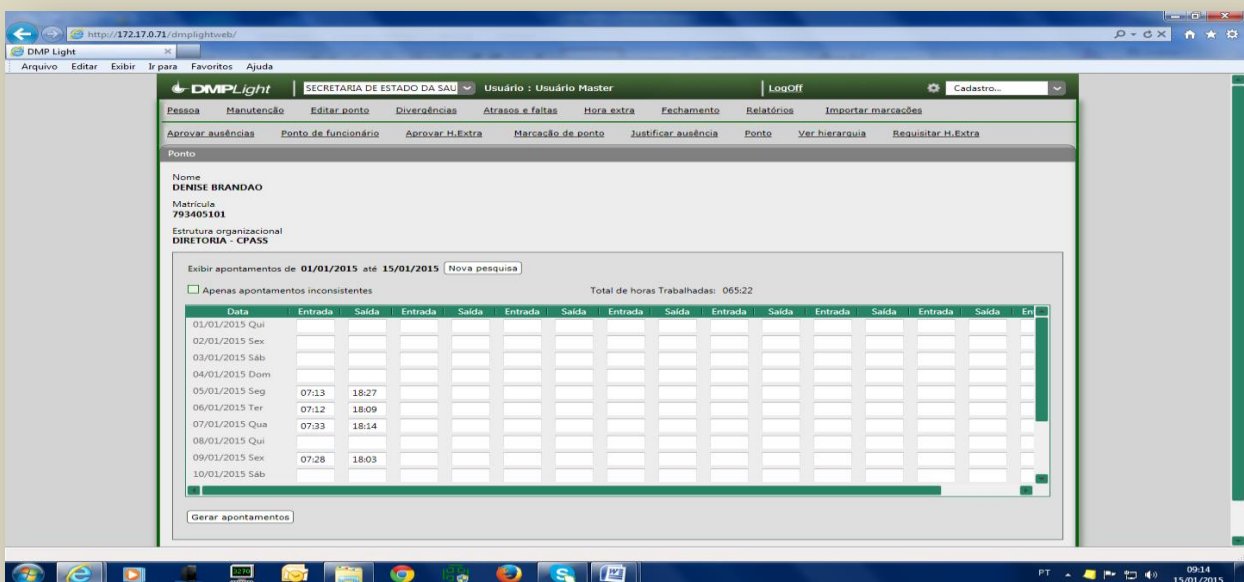 http://172.17.0.71/dmplightweb/
DMP Light
Arquivo Editar Exibir Ir para Favoritos Ajuda
DMPLight SECRETARIA DE ESTADO DA SAU Usuário : Usuário Master LogOff Cadastro...
Pessoa Manutenção Editar ponto Divergências Atrasos e faltas Hora extra Fechamento Relatórios Importar marcações
Aprovar ausências Ponto de funcionário Aprovar H.Extra Marcação de ponto Justificar ausência Ponto Ver hierarquia Requisitar H.Extra
Ponto
Nome
DENISE BRANDAO
Matrícula
793405101
Estrutura organizacional
DIRETORIA - CPASS
Exibir apontamentos de 01/01/2015 até 15/01/2015 Nova pesquisa
Apenas apontamentos inconsistentes Total de horas Trabalhadas: 065:22
Data Entrada Saída Entrada Saída Entrada Saída Entrada Saída Entrada Saída Entrada Saída Entrada Saída En
01/01/2015 Qui
02/01/2015 Sex
03/01/2015 Sáb
04/01/2015 Dom
05/01/2015 Seg 07:13 18:27
06/01/2015 Ter 07:12 18:09
07/01/2015 Qua 07:33 18:14
08/01/2015 Qui
09/01/2015 Sex 07:28 18:03
10/01/2015 Sáb
Gerar apontamentos
3270
PT 09:14
15/01/2015